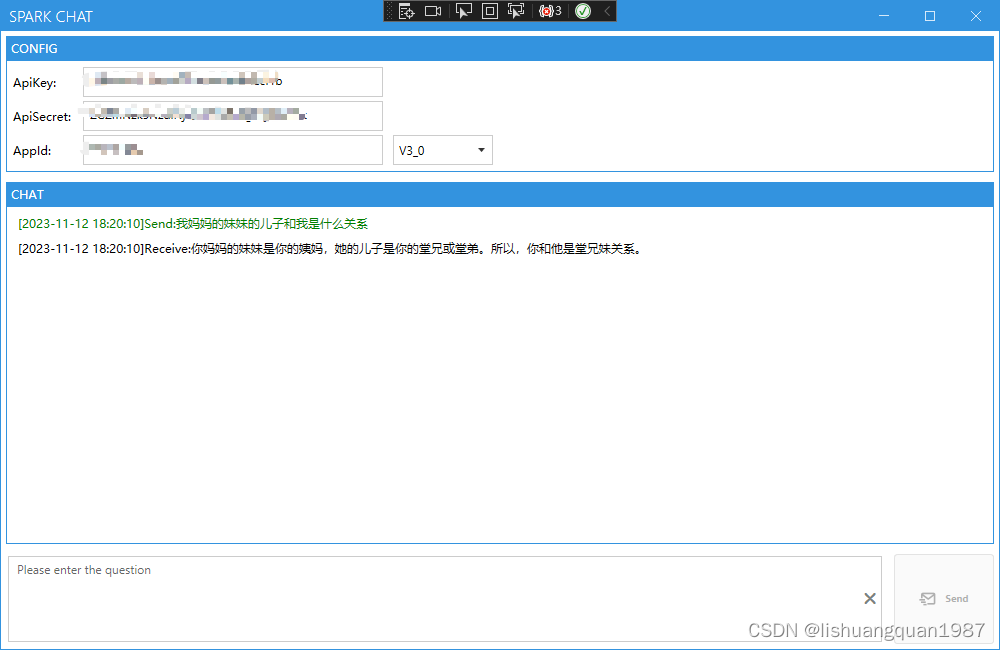 SPARK CHAT
3
CONFIG
ApiKey:
ApiSecret:
AppId:
V3_0
CHAT
[2023-11-12 18:20:10]Send:我妈妈的妹妹的儿子和我是什么关系
[2023-11-12 18:20:10]Receive:你妈妈的妹妹是你的姨妈，她的儿子是你的堂兄或堂弟。所以，你和他是堂兄妹关系。
Please enter the question
Send
CSDN @lishuangquan1987